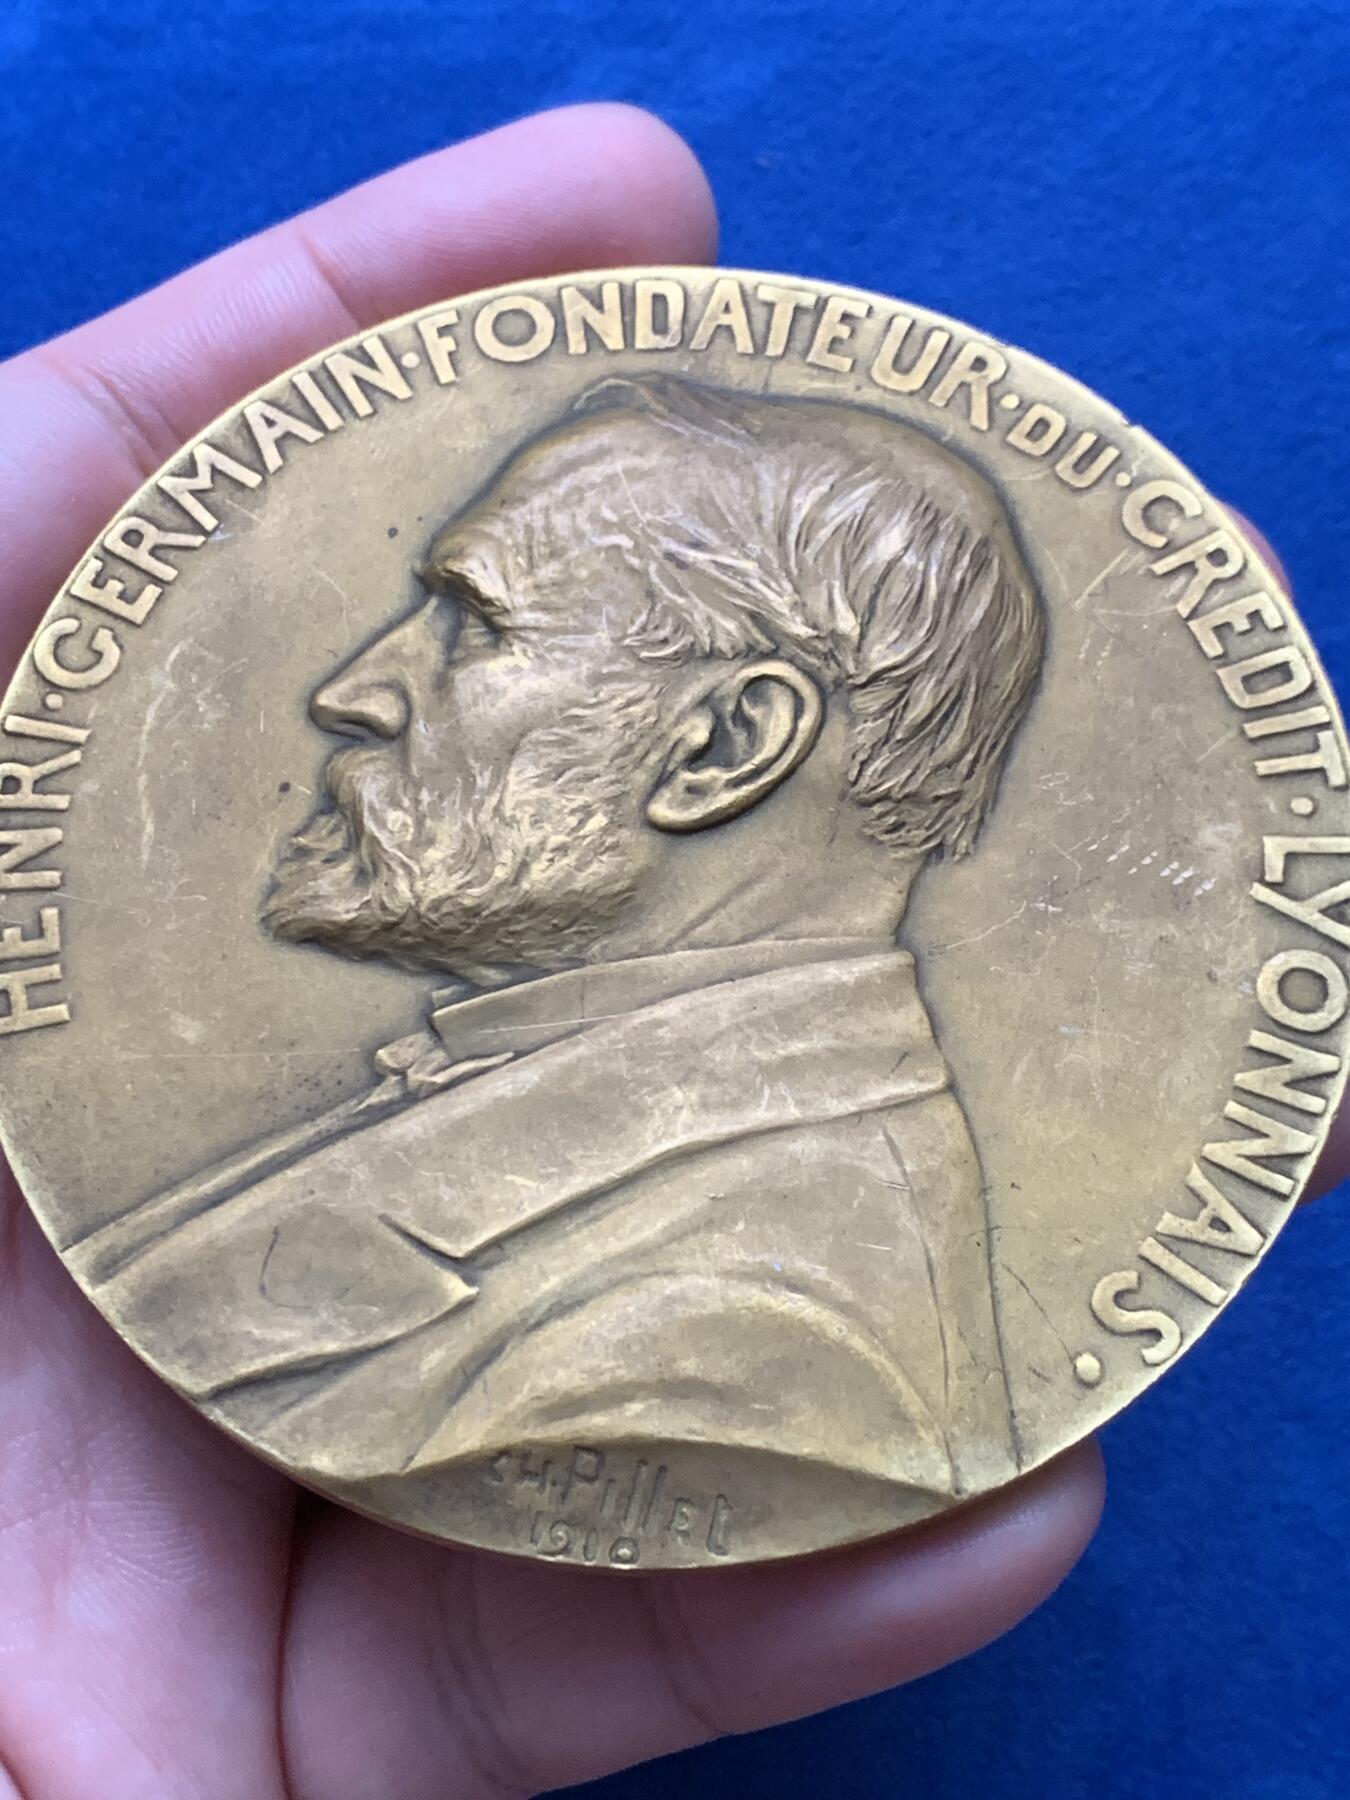 HENRI·GERMAIN·FONDATEUR·DU·CREDIT·LYONNAIS·
CH.Pillet
1910